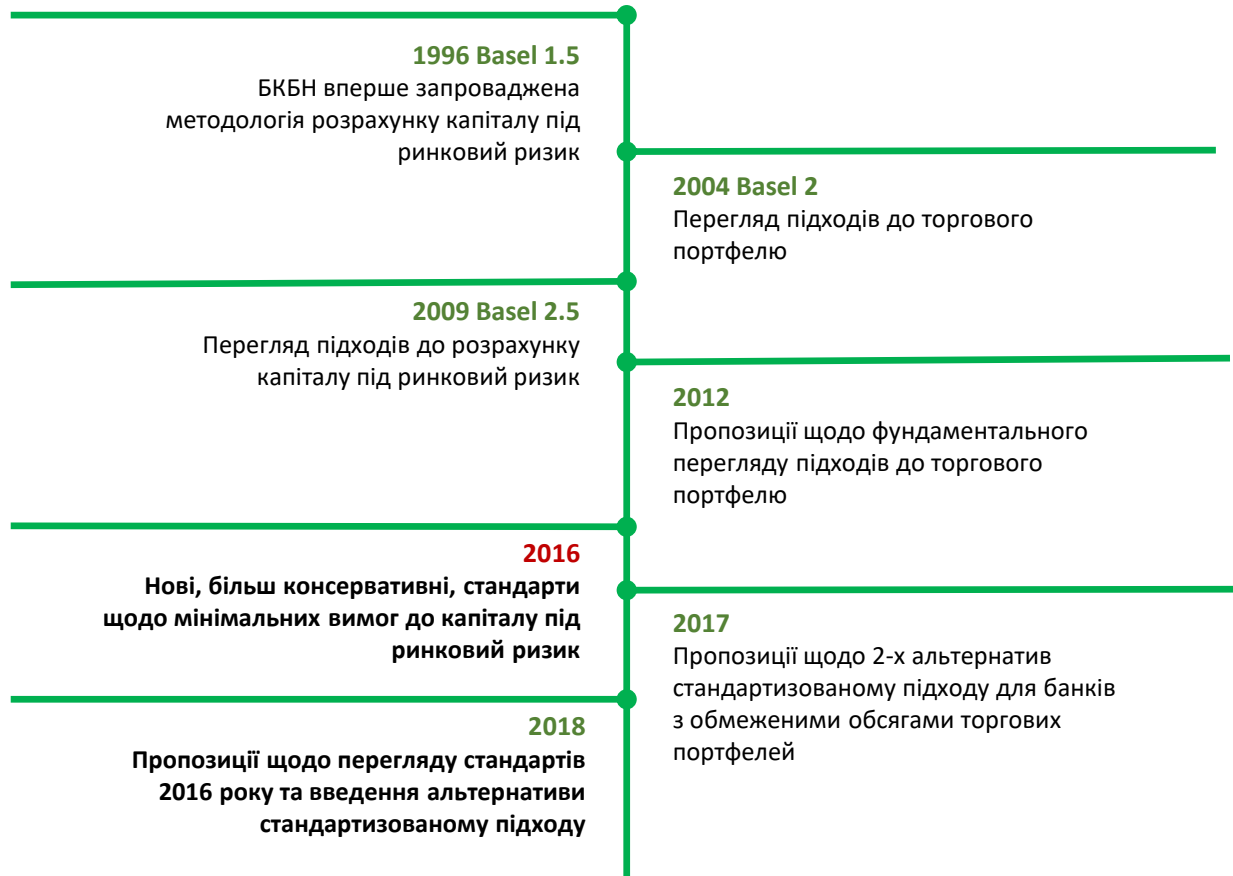 1996 Basel 1.5
БКБН вперше запроваджена
методологія розрахунку капіталу під
ринковий ризик
2004 Basel 2
Перегляд підходів до торгового
портфелю
2009 Basel 2.5
Перегляд підходів до розрахунку
капіталу під ринковий ризик
2012
Пропозиції щодо фундаментального
перегляду підходів до торгового
портфелю
2016
Нові, більш консервативні, стандарти
щодо мінімальних вимог до капіталу під
ринковий ризик
2017
Пропозиції щодо 2-х альтернатив
стандартизованому підходу для банків
з обмеженими обсягами торгових
портфелей
2018
Пропозиції щодо перегляду стандартів
2016 року та введення альтернативи
стандартизованому підходу